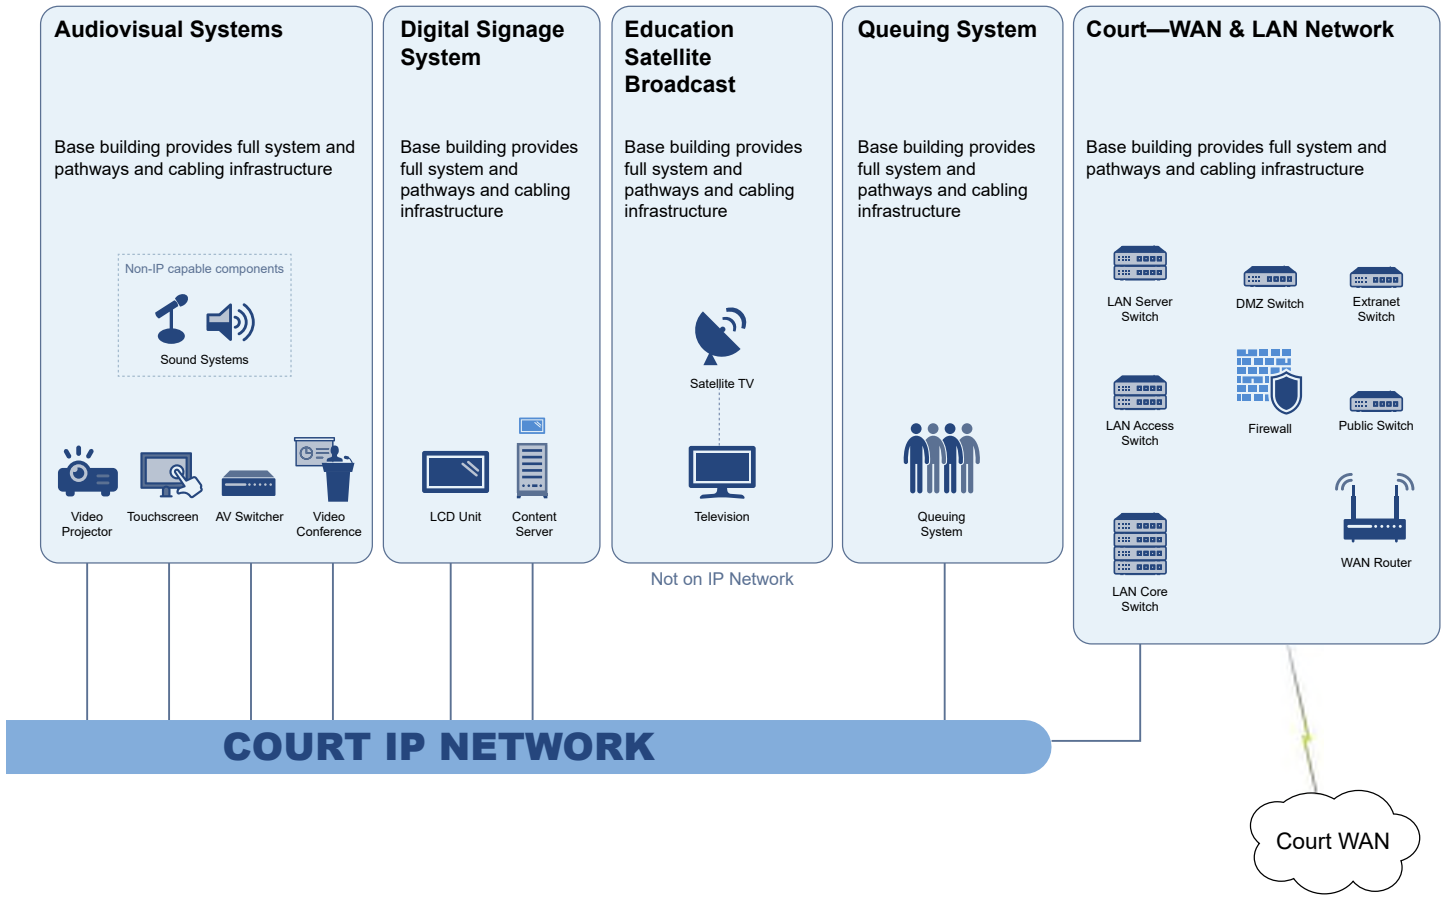 Audiovisual Systems
Base building provides full system and
pathways and cabling infrastructure
Non-IP capable components
Sound Systems
Video
Projector
Touchscreen
AV Switcher
Video
Conference
Digital Signage
System
Base building provides
full system and
pathways and cabling
infrastructure
LCD Unit
Content
Server
Education
Satellite
Broadcast
Base building provides
full system and
pathways and cabling
infrastructure
Satellite TV
Television
Not on IP Network
Queuing System
Base building provides
full system and
pathways and cabling
infrastructure
Queuing
System
Court—WAN & LAN Network
Base building provides full system and
pathways and cabling infrastructure
LAN Server
Switch
DMZ Switch
Extranet
Switch
LAN Access
Switch
Firewall
Public Switch
LAN Core
Switch
WAN Router
COURT IP NETWORK
Court WAN